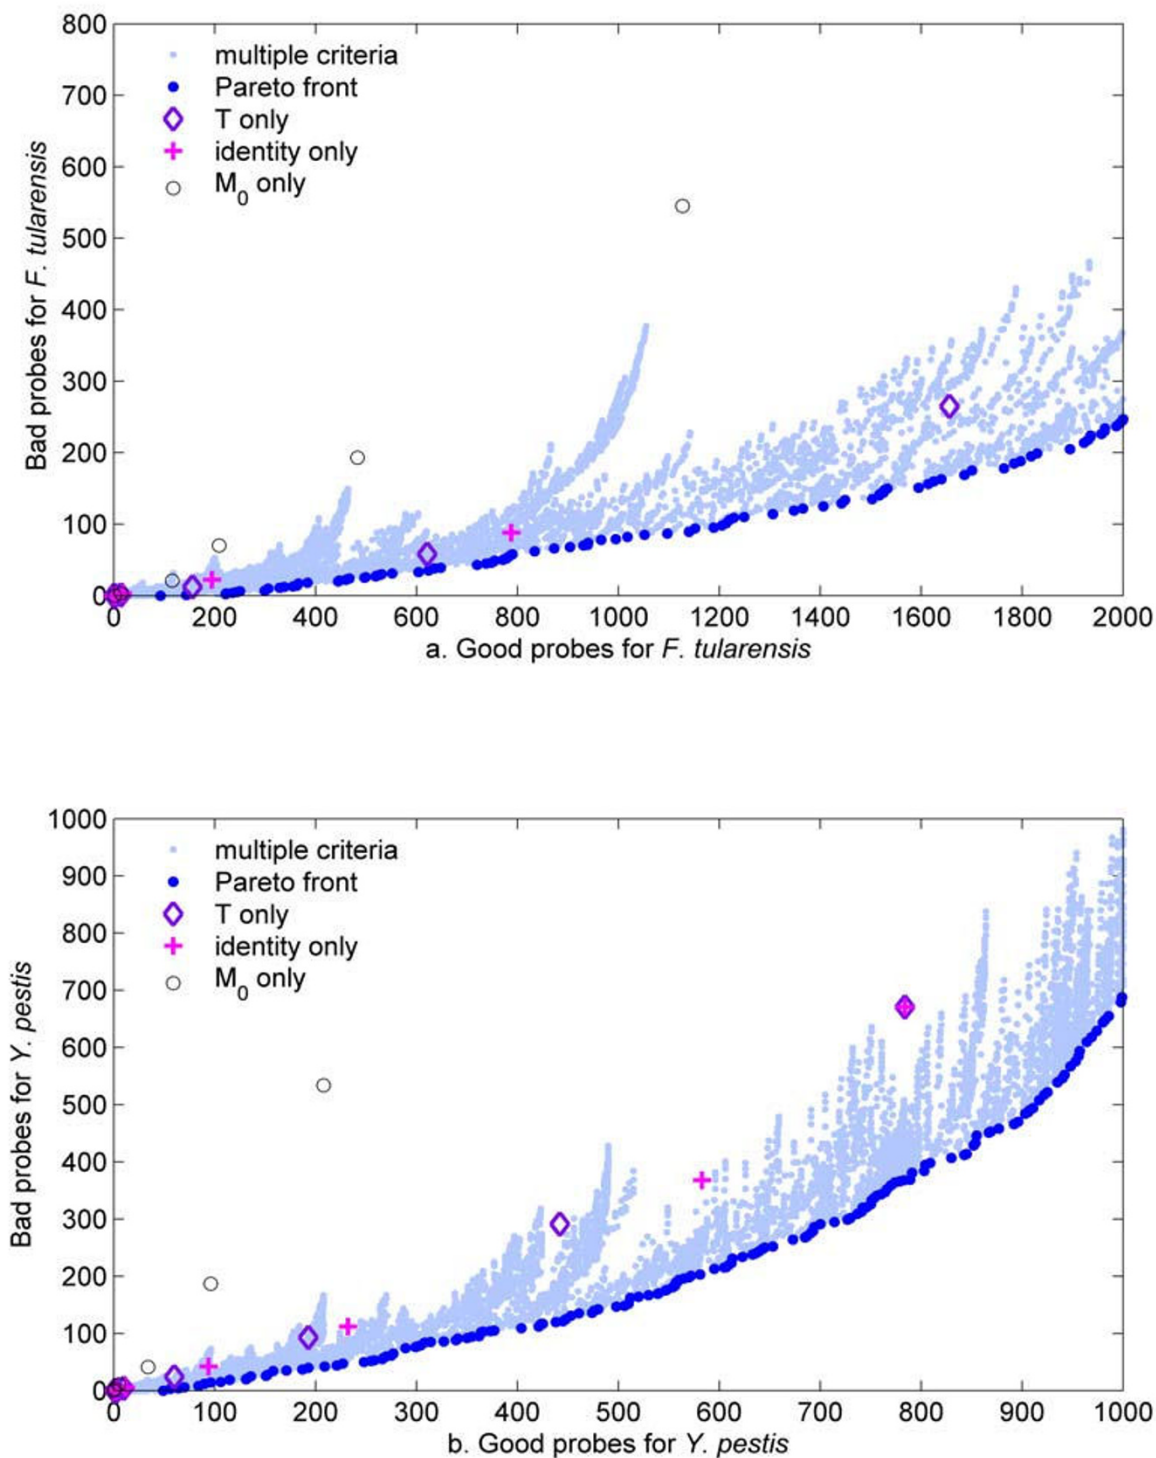 800
700
600
500
400
300
200
100
0
Bad probes for F. tularensis
multiple criteria
Pareto front
T only
identity only
M0 only
0 200 400 600 800 1000 1200 1400 1600 1800 2000
a. Good probes for F. tularensis
1000
900
800
700
600
500
400
300
200
100
0
Bad probes for Y. pestis
multiple criteria
Pareto front
T only
identity only
M0 only
0 100 200 300 400 500 600 700 800 900 1000
b. Good probes for Y. pestis